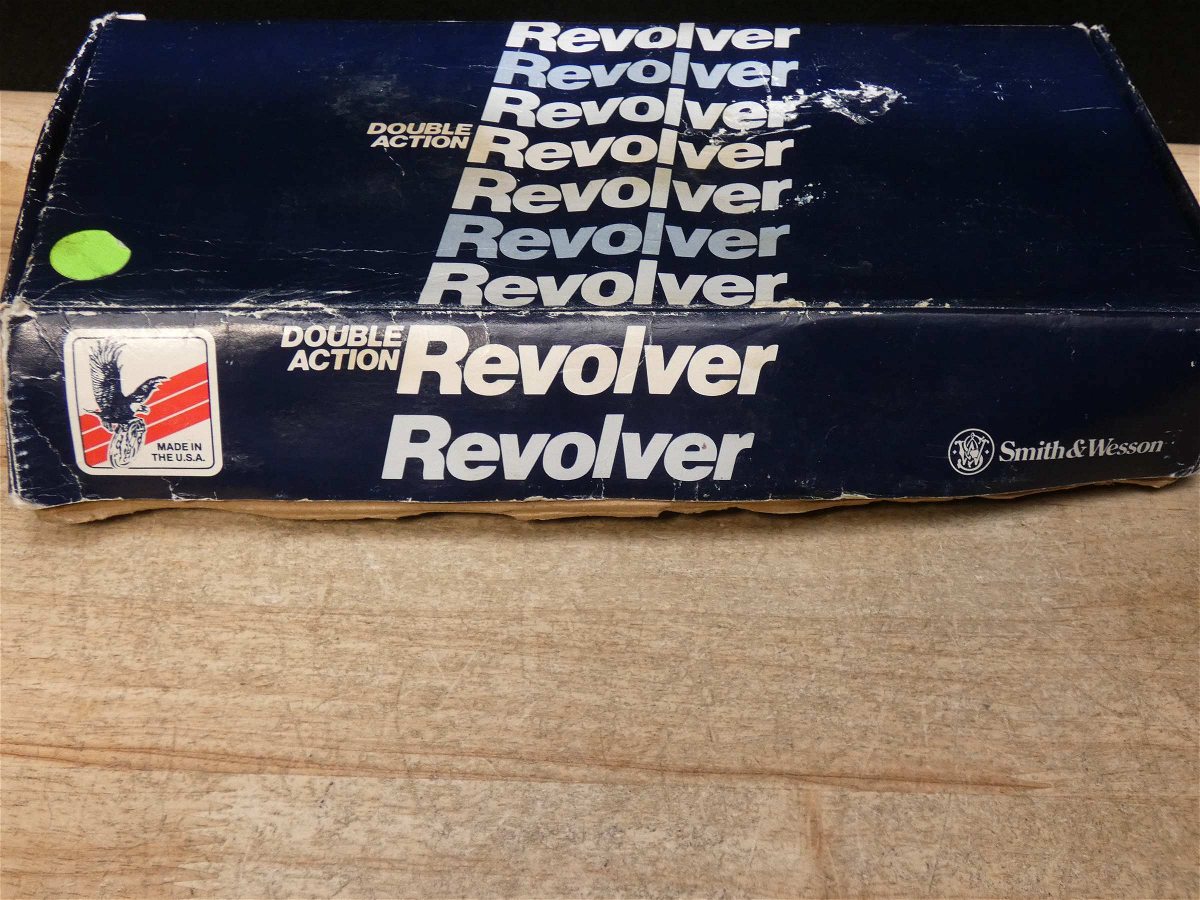 Revolver
Revolver
Revolver
DOUBLE
ACTION
Revolver
Revolver
Revolver
Revolver
DOUBLE
ACTION
Revolver
Revolver
MADE IN
THE U.S.A.
S&W
Smith & Wesson